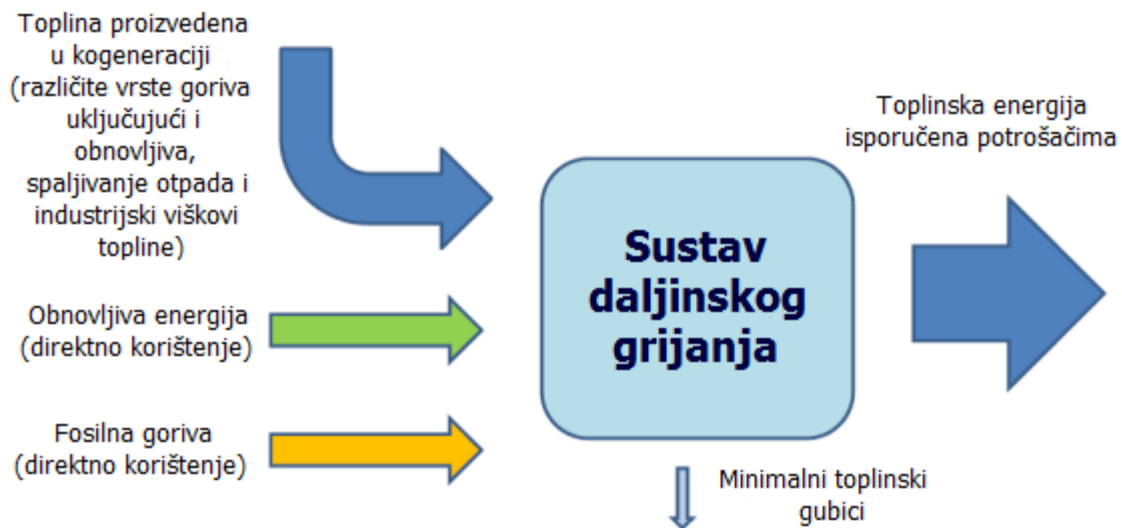 Toplina proizvedena
u kogeneraciji
(različite vrste goriva
uključujući i
obnovljiva,
spaljivanje otpada i
industrijski viškovi
topline)
Obnovljiva energija
(direktno korištenje)
Fosilna goriva
(direktno korištenje)
Sustav
daljinskog
grijanja
Toplinska energija
isporučena potrošačima
Minimalni toplinski
gubici